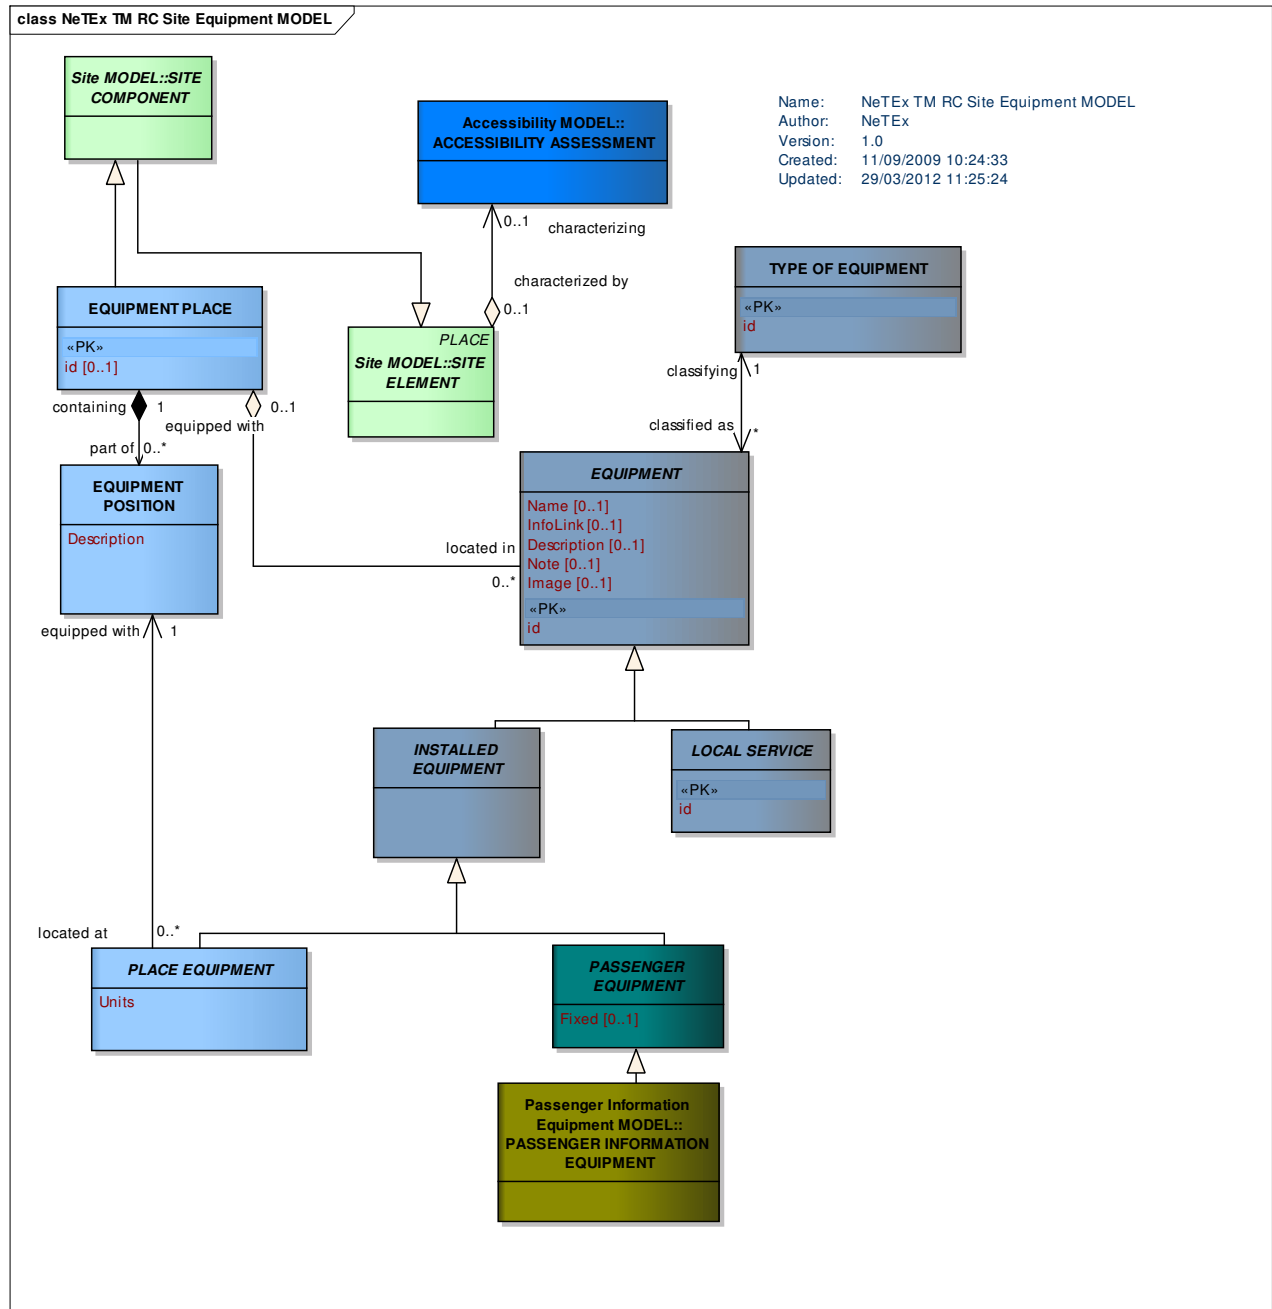 class NeTEx TM RC Site Equipment MODEL
Site MODEL::SITE
COMPONENT
Accessibility MODEL::
ACCESSIBILITY ASSESSMENT
Name: NeTEx TM RC Site Equipment MODEL
Author: NeTEx
Version: 1.0
Created: 11/09/2009 10:24:33
Updated: 29/03/2012 11:25:24
0..1
characterizing
characterized by
0..1
TYPE OF EQUIPMENT
«PK»
id
EQUIPMENT PLACE
«PK»
id [0..1]
PLACE
Site MODEL::SITE
ELEMENT
classifying 1
classified as *
containing 1
0..1
equipped with
part of 0..*
EQUIPMENT
POSITION
Description
EQUIPMENT
Name [0..1]
InfoLink [0..1]
Description [0..1]
Note [0..1]
Image [0..1]
«PK»
id
located in
0..*
equipped with 1
INSTALLED
EQUIPMENT
LOCAL SERVICE
«PK»
id
located at 0..*
PLACE EQUIPMENT
Units
PASSENGER
EQUIPMENT
Fixed [0..1]
Passenger Information
Equipment MODEL::
PASSENGER INFORMATION
EQUIPMENT